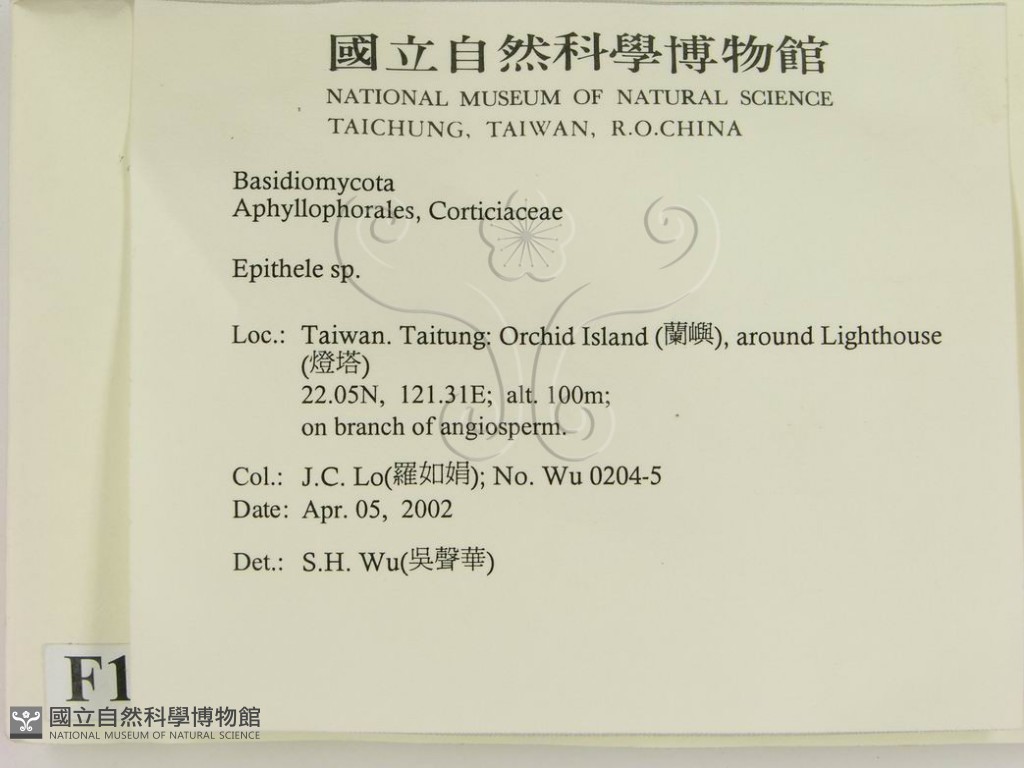 國立自然科學博物館
NATIONAL MUSEUM OF NATURAL SCIENCE
TAICHUNG, TAIWAN, R.O.CHINA
Basidiomycota
Aphyllophorales, Corticiaceae
Epithele sp.
Loc.: Taiwan. Taitung: Orchid Island (蘭嶼), around Lighthouse
(燈塔)
22.05N, 121.31E; alt. 100m;
on branch of angiosperm.
Col.: J.C. Lo(羅如娟); No. Wu 0204-5
Date: Apr. 05, 2002
Det.: S.H. Wu(吳聲華)
F1
國立自然科學博物館
NATIONAL MUSEUM OF NATURAL SCIENCE